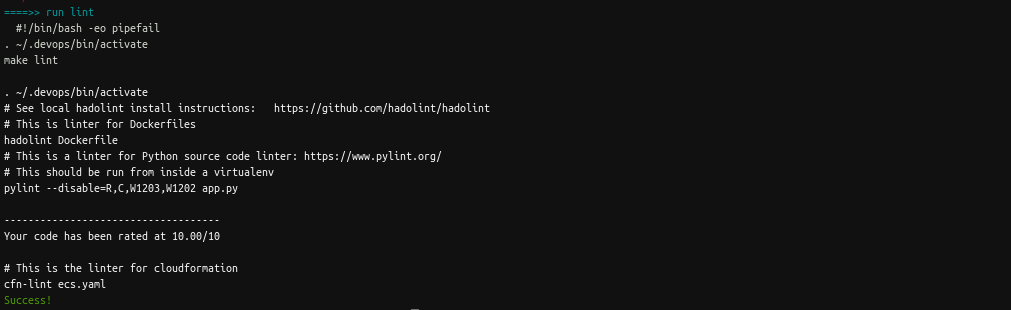 ====>> run lint
#!/bin/bash -eo pipefail
. ~/.devops/bin/activate
make lint
. ~/.devops/bin/activate
# See local hadolint install instructions:   https://github.com/hadolint/hadolint
# This is linter for Dockerfiles
hadolint Dockerfile
# This is a linter for Python source code linter: https://www.pylint.org/
# This should be run from inside a virtualenv
pylint --disable=R,C,W1203,W1202 app.py
------------------------------------
Your code has been rated at 10.00/10
# This is the linter for cloudformation
cfn-lint ecs.yaml
Success!